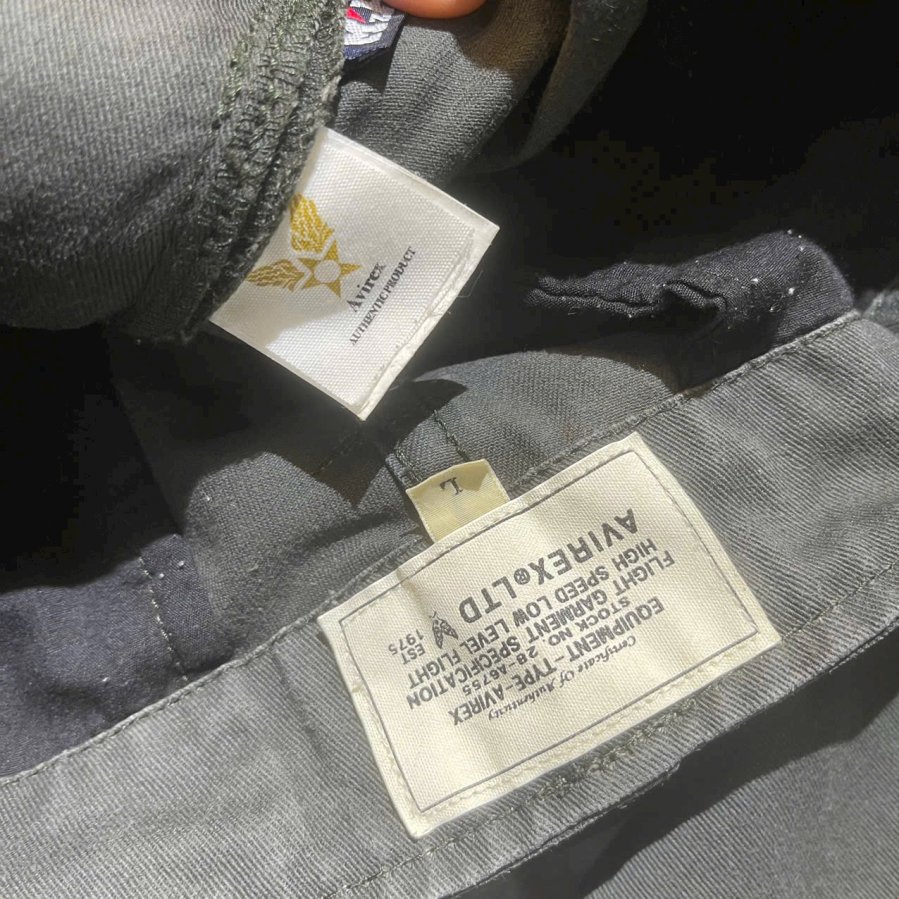 Avirex
AUTHENTIC PRODUCT
L
Certificate Of Authenticity
EQUIPMENT-TYPE-AVIREX
STOCK NO 28-A6755
FLIGHT GARMENT SPECIFICATION
HIGH SPEED LOW LEVEL FLIGHT
AVIREX® LTD
EST
1975